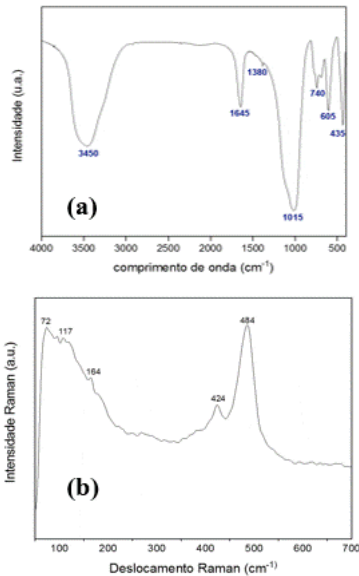 (a)
Intensidade (u.a.)
3450
1645
1380
1015
740
605
435
4000 3500 3000 2500 2000 1500 1000 500
comprimento de onda (cm⁻¹)
(b)
Intensidade Raman (a.u.)
72
117
164
424
484
100 200 300 400 500 600 700
Deslocamento Raman (cm⁻¹)